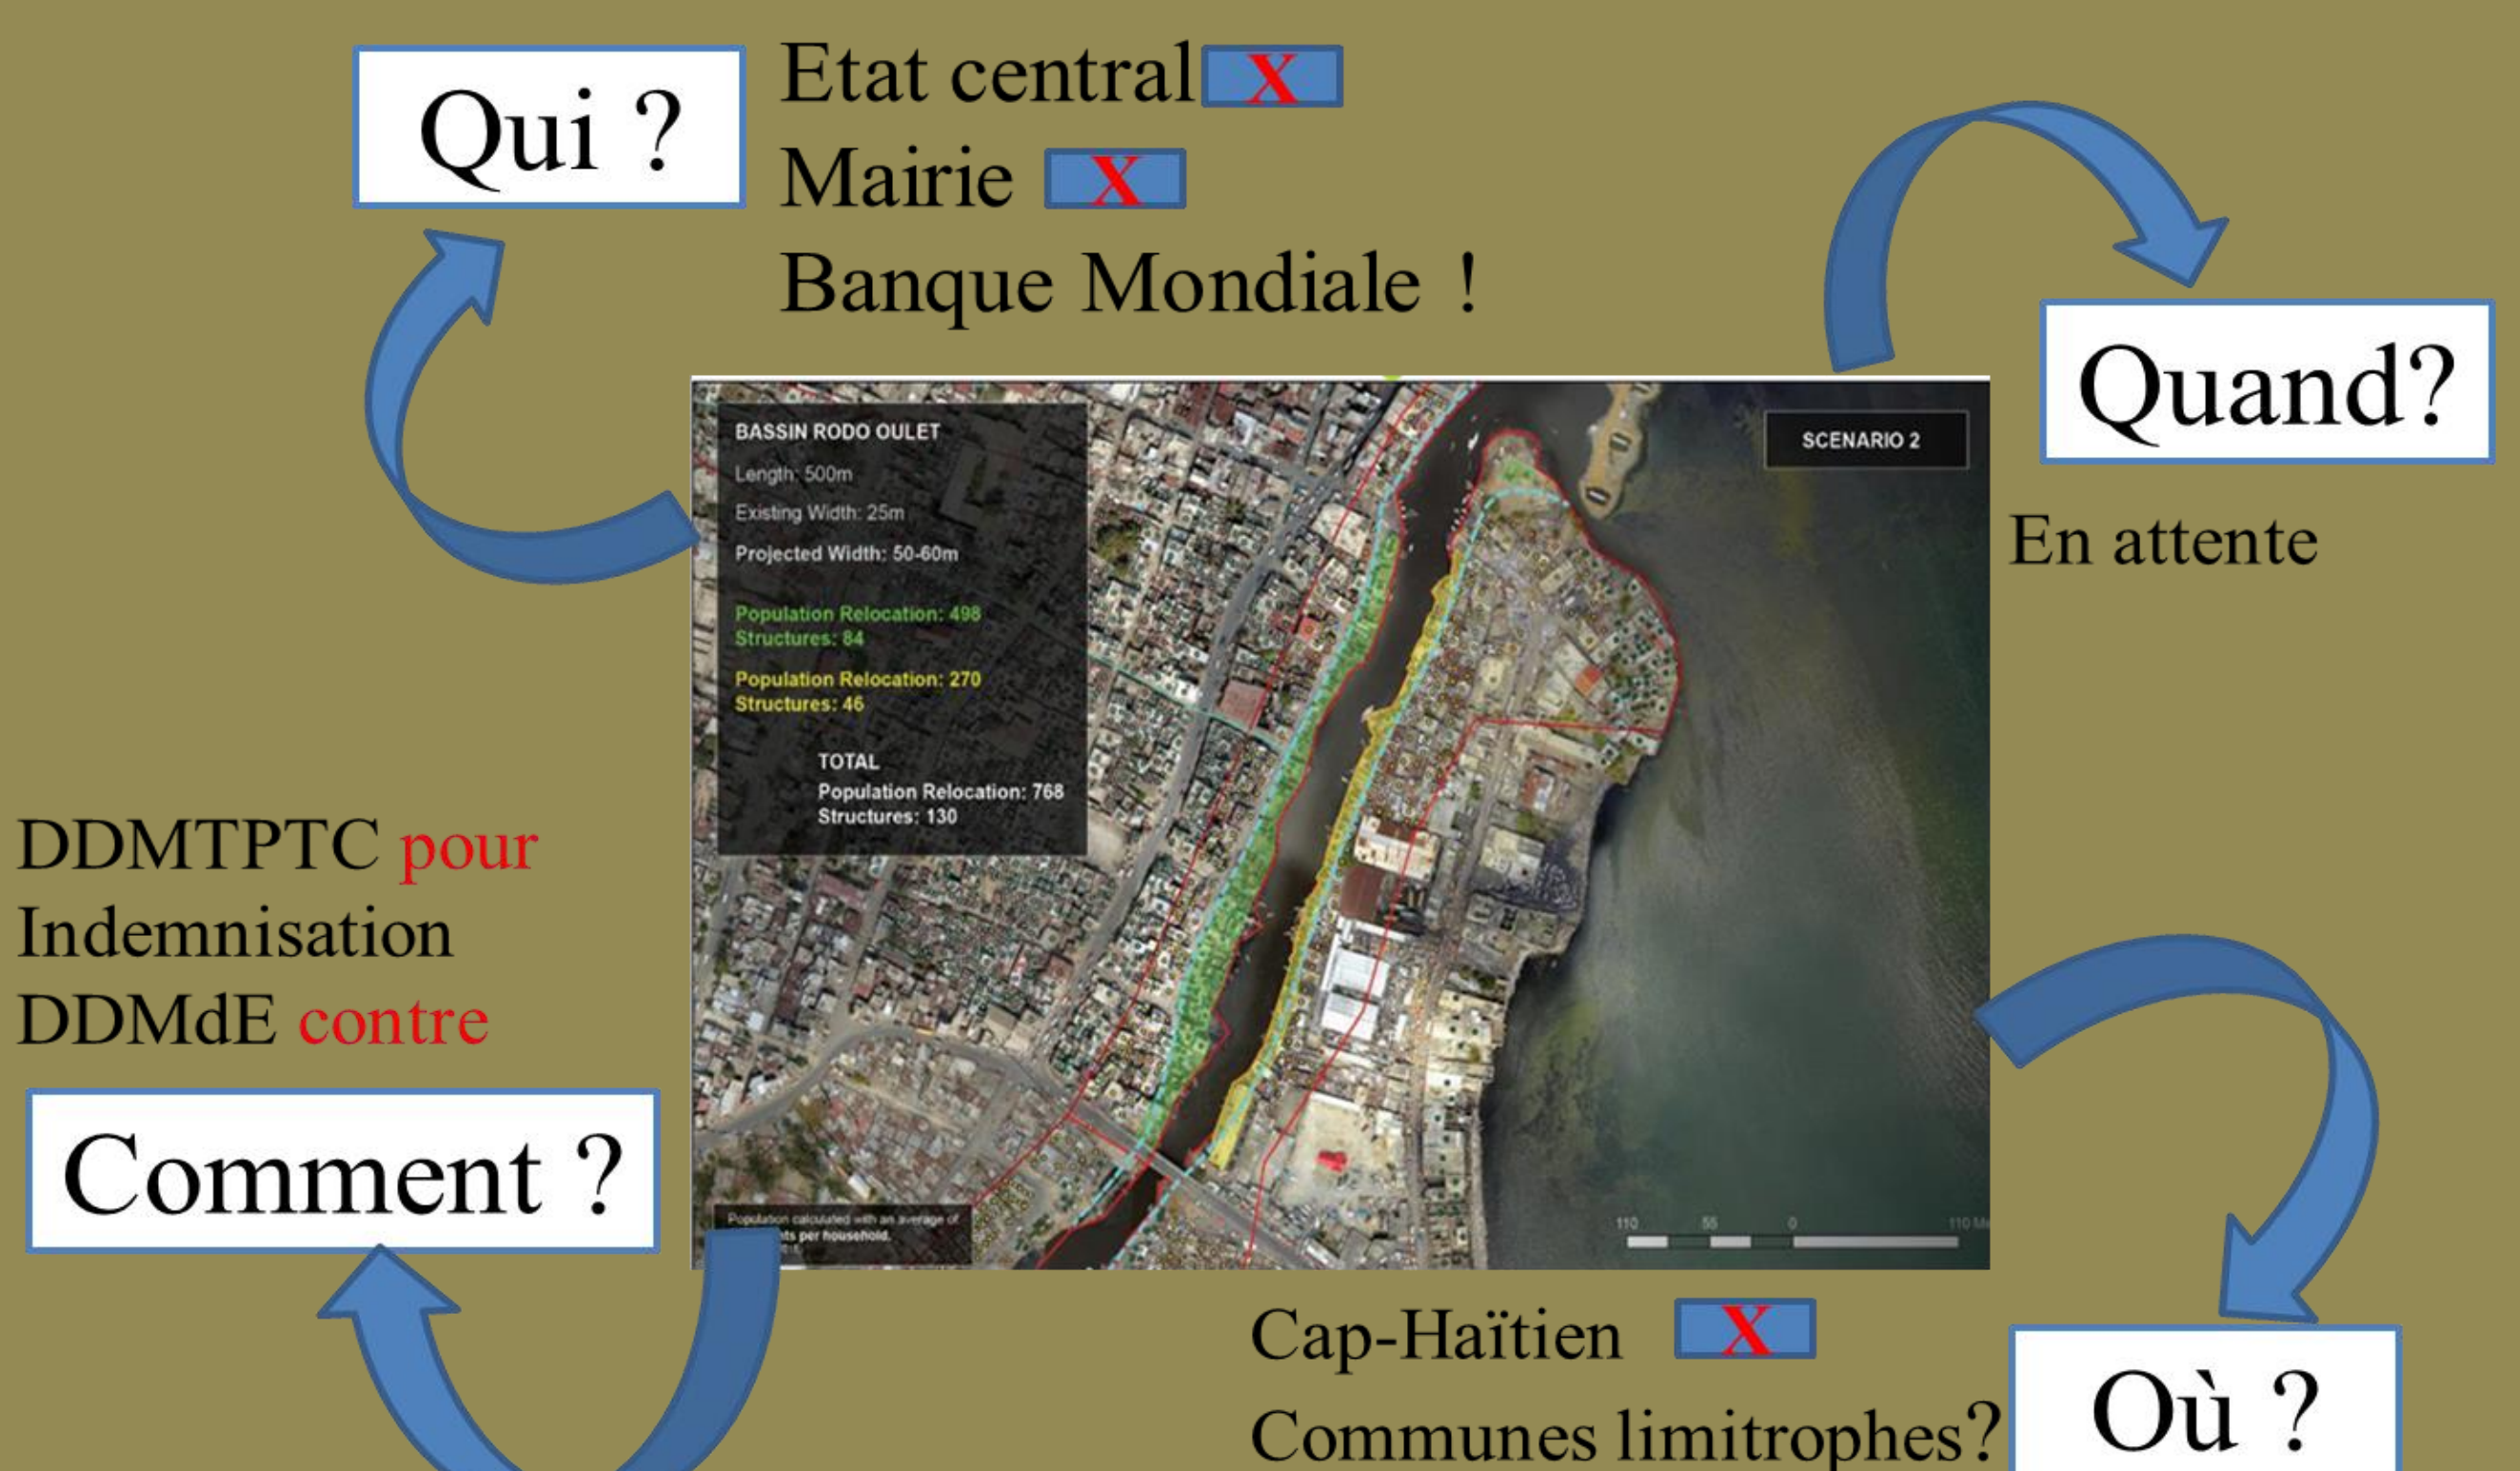 Qui ?
Etat central X
Mairie X
Banque Mondiale !
Quand?
En attente
BASSIN RODO OULET
Length: 500m
Existing Width: 25m
Projected Width: 50-60m
Population Relocation: 498
Structures: 84
Population Relocation: 270
Structures: 46
TOTAL
Population Relocation: 768
Structures: 130
SCENARIO 2
Population calculated with an average of
per household.
110 55 0 110
DDMTPTC pour
Indemnisation
DDMdE contre
Comment ?
Cap-Haïtien X
Communes limitrophes?
Où ?